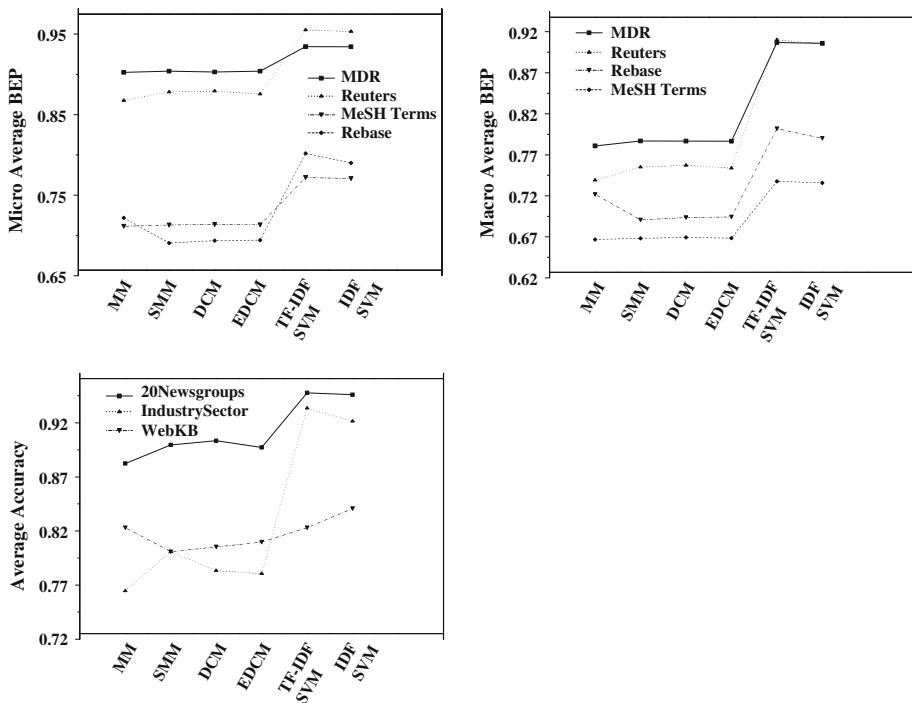 Micro Average BEP
0.95
0.85
0.75
0.65
MDR
Reuters
MeSH Terms
Rebase
MM
SMM
DCM
EDCM
TF-IDF
SVM
IDF
SVM
Macro Average BEP
0.92
0.87
0.82
0.77
0.72
0.67
0.62
MDR
Reuters
Rebase
MeSH Terms
MM
SMM
DCM
EDCM
TF-IDF
SVM
IDF
SVM
Average Accuracy
0.92
0.87
0.82
0.77
0.72
20Newsgroups
IndustrySector
WebKB
MM
SMM
DCM
EDCM
TF-IDF
SVM
IDF
SVM